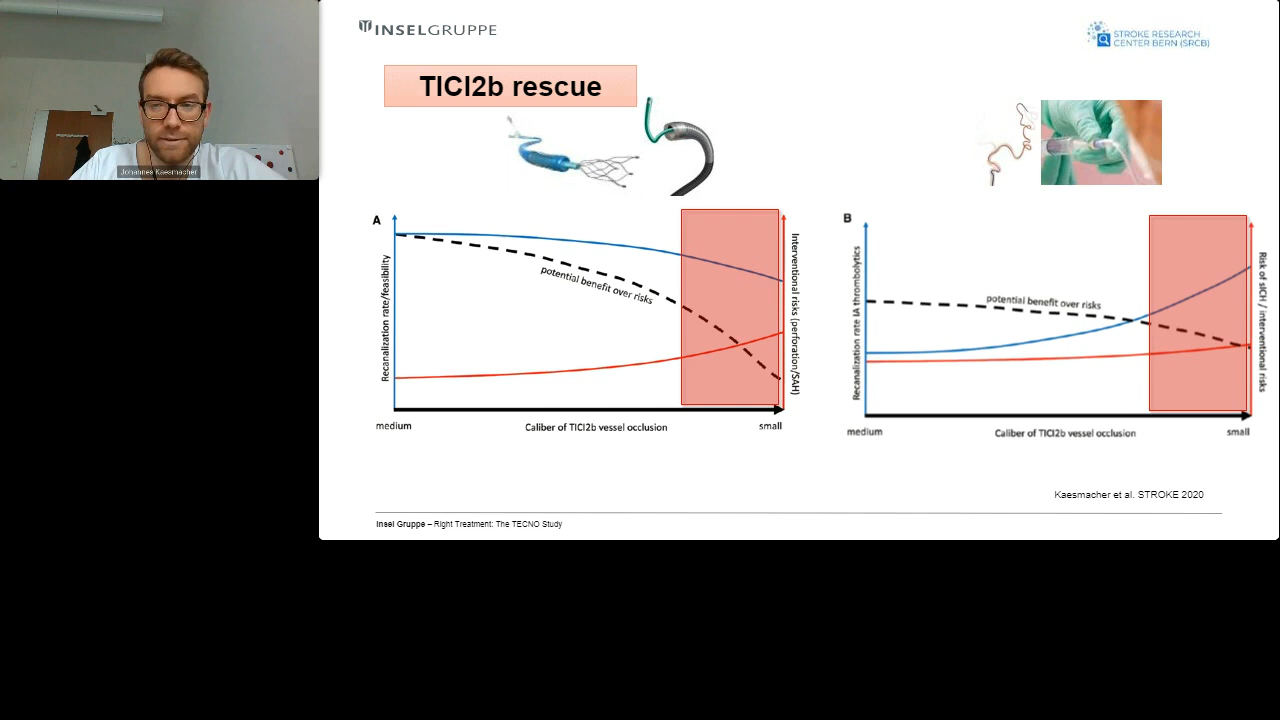 INSELGRUPPE
STROKE RESEARCH
CENTER BERN (SRCB)
TICI2b rescue
Johannes Kaesmacher
A
Recanalization rate/feasibility
potential benefit over risks
Interventional risks (perforation/SAH)
medium
Caliber of TICI2b vessel occlusion
small
B
Recanalization rate IA thrombolytics
potential benefit over risks
Risk of sICH / interventional risks
medium
Caliber of TICI2b vessel occlusion
small
Kaesmacher et al. STROKE 2020
Insel Gruppe – Right Treatment: The TECNO Study